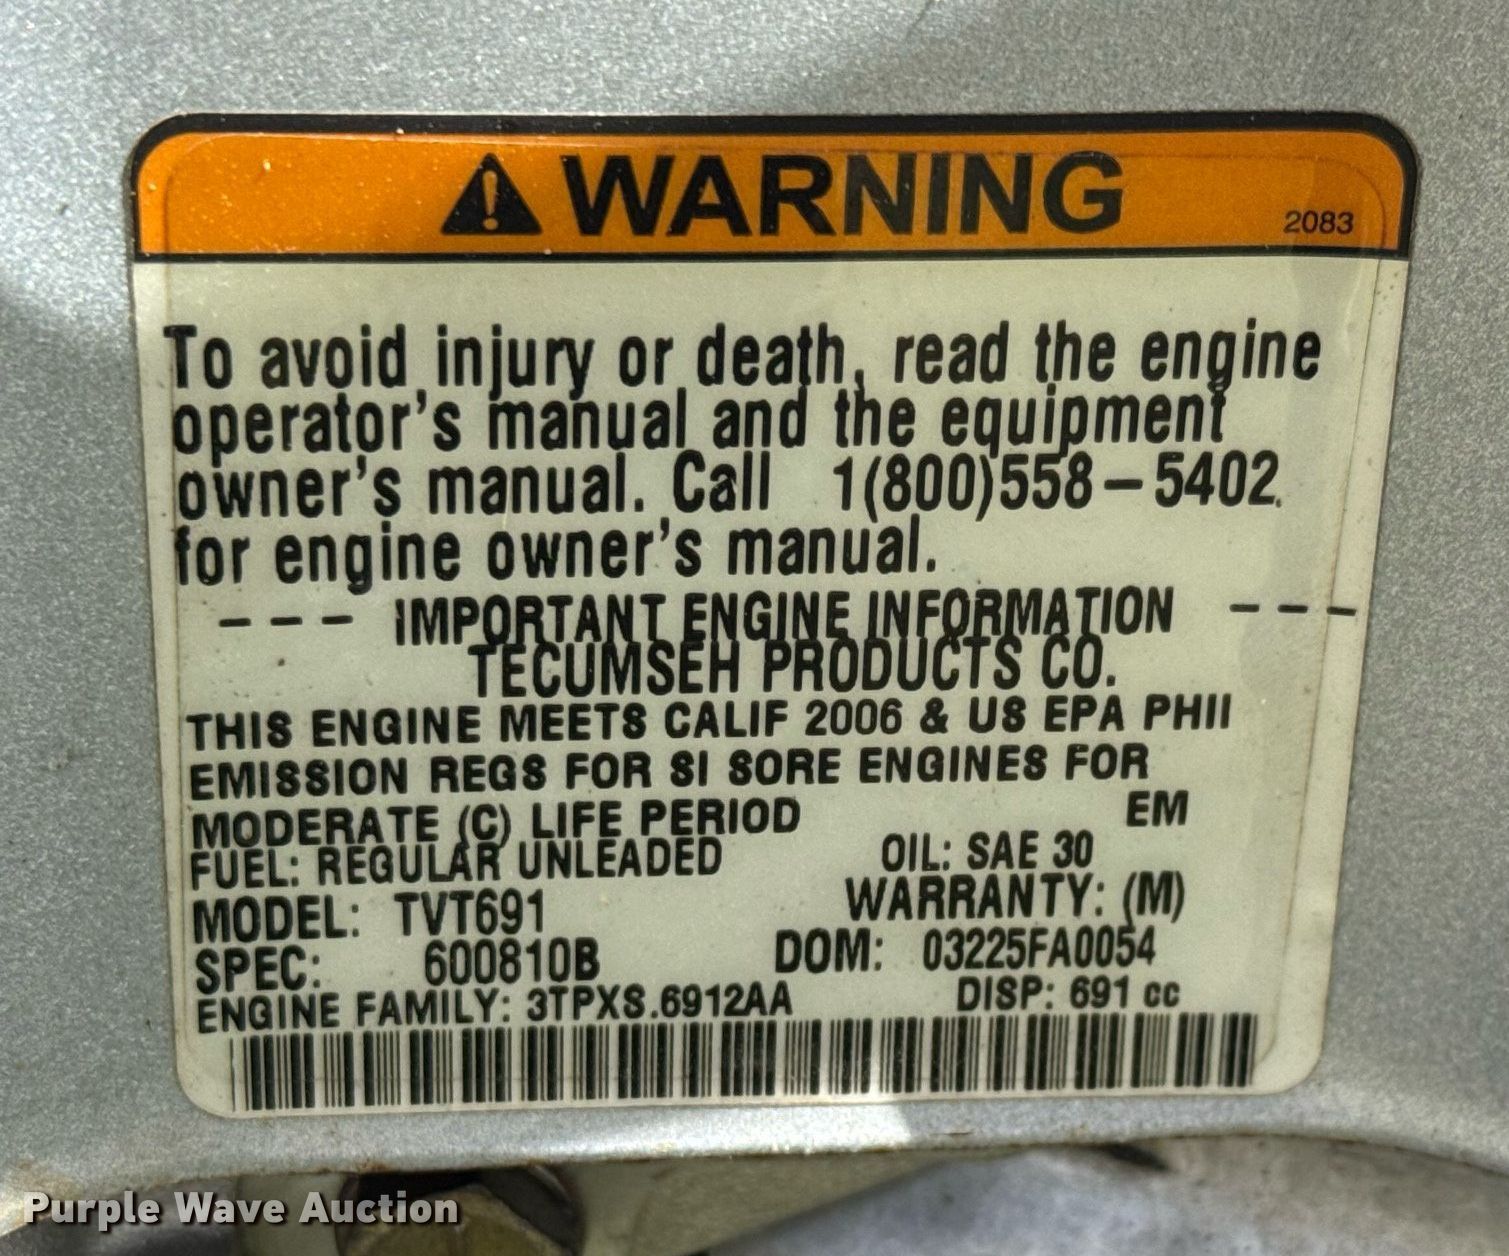 WARNING
2083
To avoid injury or death, read the engine
operator's manual and the equipment
owner's manual. Call 1(800)558-5402
for engine owner's manual.
--- IMPORTANT ENGINE INFORMATION ---
TECUMSEH PRODUCTS CO.
THIS ENGINE MEETS CALIF 2006 & US EPA PHII
EMISSION REGS FOR SI SORE ENGINES FOR
MODERATE (C) LIFE PERIOD EM
FUEL: REGULAR UNLEADED OIL: SAE 30
MODEL: TVT691 WARRANTY: (M)
SPEC: 600810B DOM: 03225FA0054
ENGINE FAMILY: 3TPXS.6912AA DISP: 691 cc
Purple Wave Auction